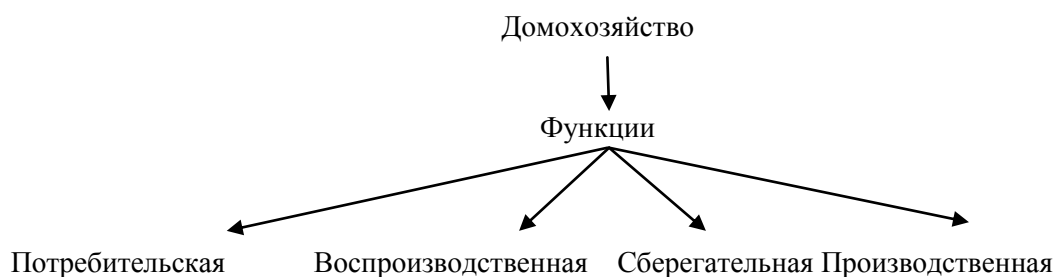 Домохозяйство
Функции
Потребительская Воспроизводственная Сберегательная Производственная